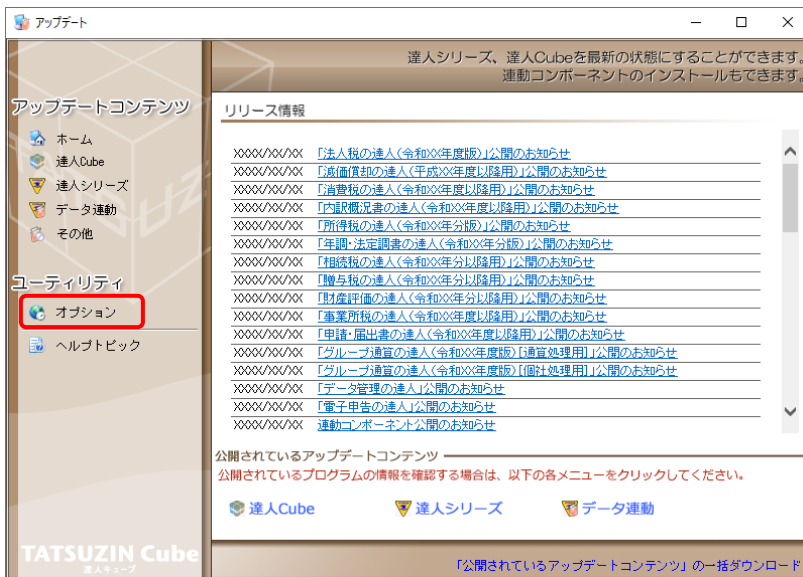 アップデート
達人シリーズ、達人Cubeを最新の状態にすることができます。
連動コンポーネントのインストールもできます。
アップデートコンテンツ
ホーム
達人Cube
達人シリーズ
データ連動
その他
ユーティリティ
オプション
ヘルプトピック
TATSUZIN Cube
達人キューブ
リリース情報
XXXX/XX/XX 「法人税の達人(令和XX年度版)」公開のお知らせ
XXXX/XX/XX 「減価償却の達人(平成XX年度以降用)」公開のお知らせ
XXXX/XX/XX 「消費税の達人(令和XX年度以降用)」公開のお知らせ
XXXX/XX/XX 「内訳概況書の達人(令和XX年度以降用)」公開のお知らせ
XXXX/XX/XX 「所得税の達人(令和XX年分版)」公開のお知らせ
XXXX/XX/XX 「年調・法定調書の達人(令和XX年分版)」公開のお知らせ
XXXX/XX/XX 「相続税の達人(令和XX年分以降用)」公開のお知らせ
XXXX/XX/XX 「贈与税の達人(令和XX年分以降用)」公開のお知らせ
XXXX/XX/XX 「財産評価の達人(令和XX年分以降用)」公開のお知らせ
XXXX/XX/XX 「事業所税の達人(令和XX年度以降用)」公開のお知らせ
XXXX/XX/XX 「申請・届出書の達人(令和XX年度以降用)」公開のお知らせ
XXXX/XX/XX 「グループ通算の達人(令和XX年度版)[通算処理用]」公開のお知らせ
XXXX/XX/XX 「グループ通算の達人(令和XX年度版)[個社処理用]」公開のお知らせ
XXXX/XX/XX 「データ管理の達人」公開のお知らせ
XXXX/XX/XX 「電子申告の達人」公開のお知らせ
XXXX/XX/XX 連動コンポーネント公開のお知らせ
公開されているアップデートコンテンツ
公開されているプログラムの情報を確認する場合は、以下の各メニューをクリックしてください。
達人Cube 達人シリーズ データ連動
「公開されているアップデートコンテンツ」の一括ダウンロード